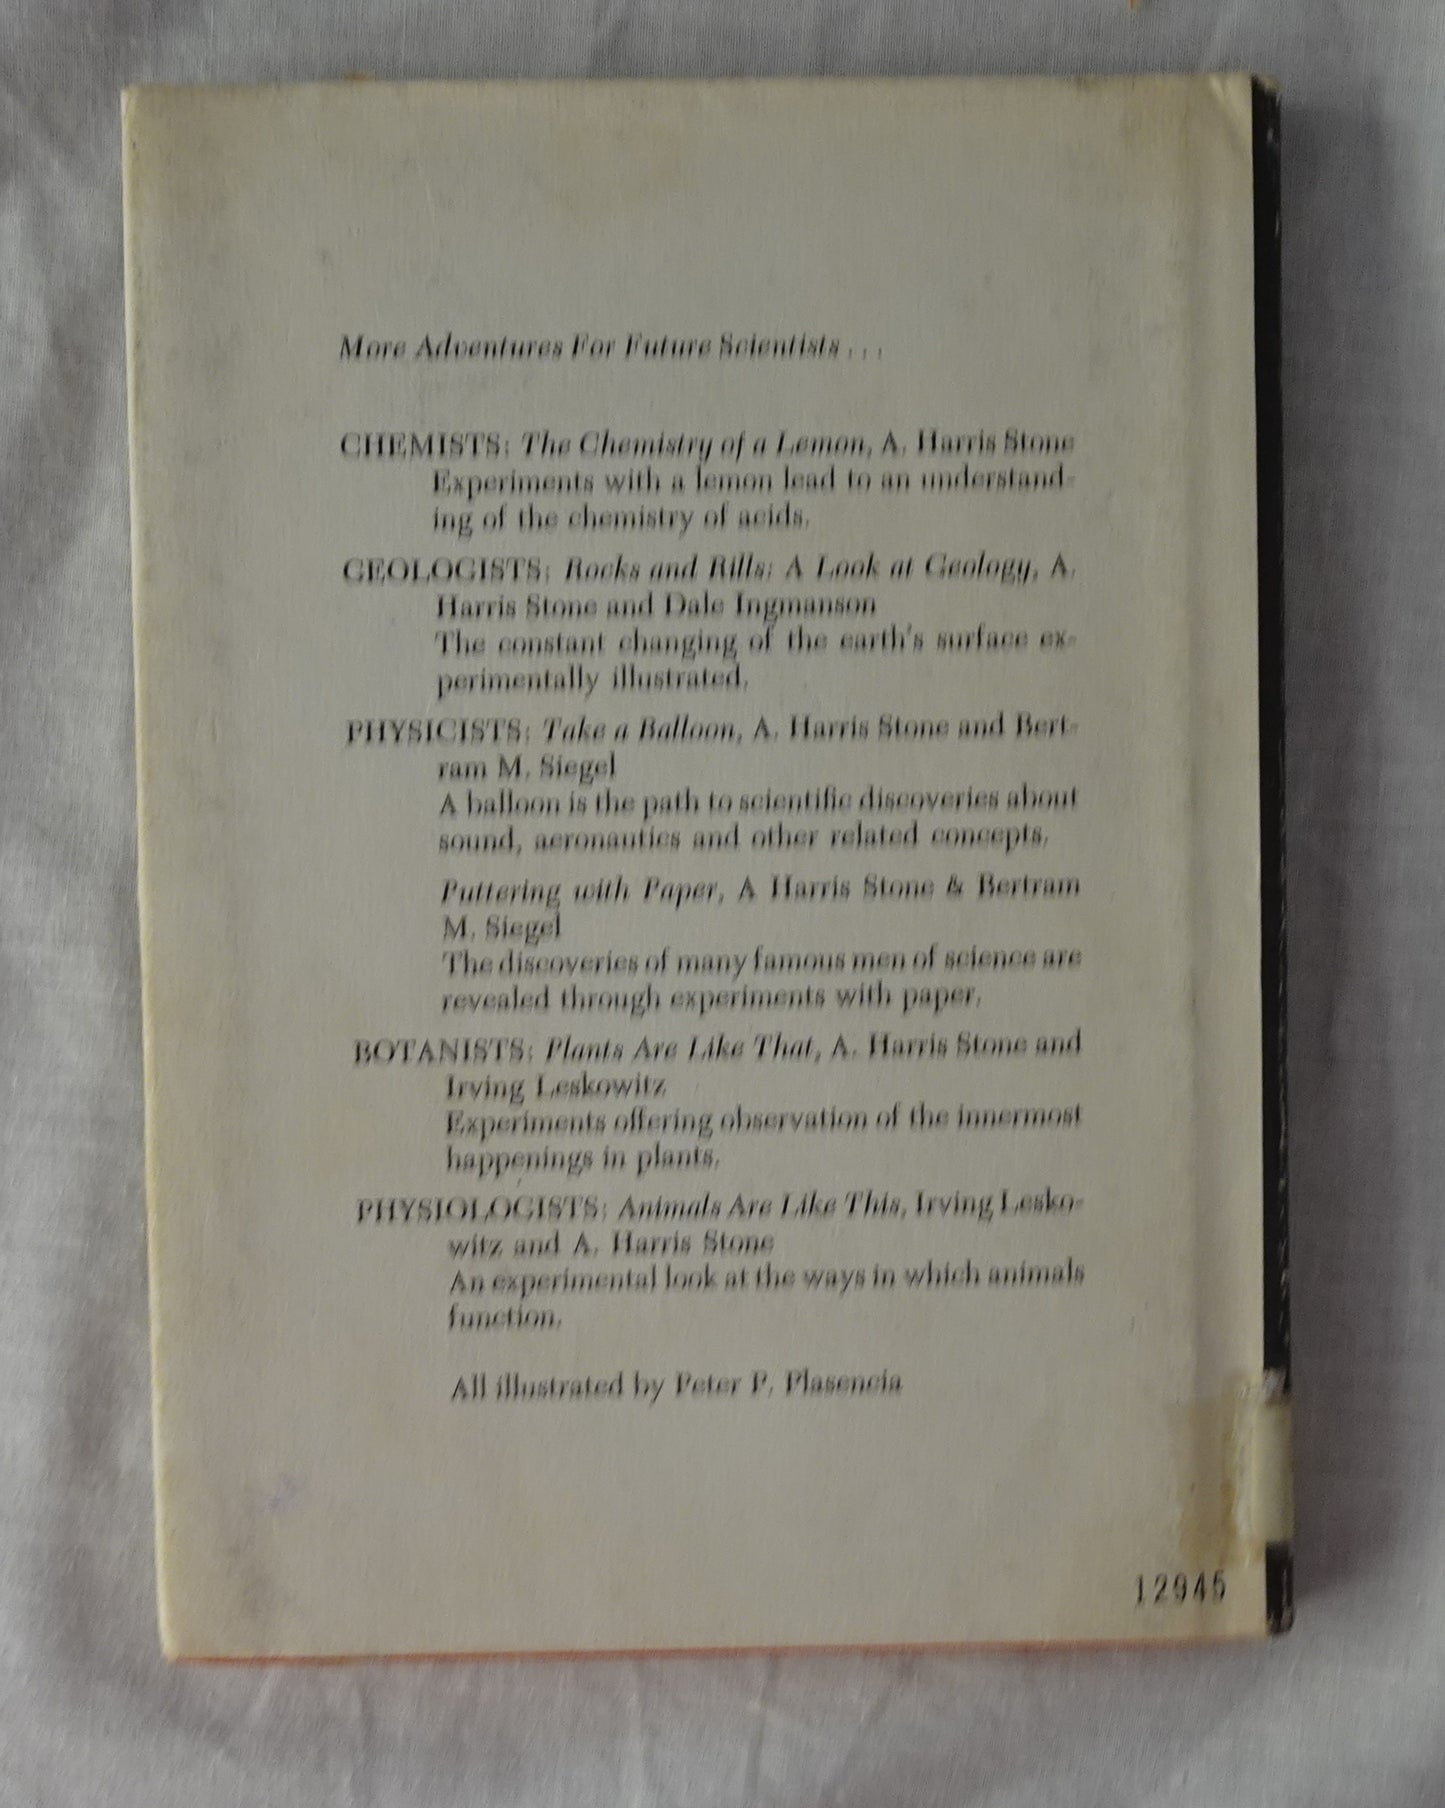 More Adventures For Future Scientists . . .
CHEMISTS: The Chemistry of a Lemon, A. Harris Stone
Experiments with a lemon lead to an understand-
ing of the chemistry of acids.
GEOLOGISTS: Rocks and Rills: A Look at Geology, A.
Harris Stone and Dale Ingmanson
The constant changing of the earth's surface ex-
perimentally illustrated.
PHYSICISTS: Take a Balloon, A. Harris Stone and Bert-
ram M. Siegel
A balloon is the path to scientific discoveries about
sound, aeronautics and other related concepts.
Puttering with Paper, A Harris Stone & Bertram
M. Siegel
The discoveries of many famous men of science are
revealed through experiments with paper.
BOTANISTS: Plants Are Like That, A. Harris Stone and
Irving Leskowitz
Experiments offering observation of the innermost
happenings in plants.
PHYSIOLOGISTS: Animals Are Like This, Irving Lesko-
witz and A. Harris Stone
An experimental look at the ways in which animals
function.
All illustrated by Peter P. Plasencia
12945